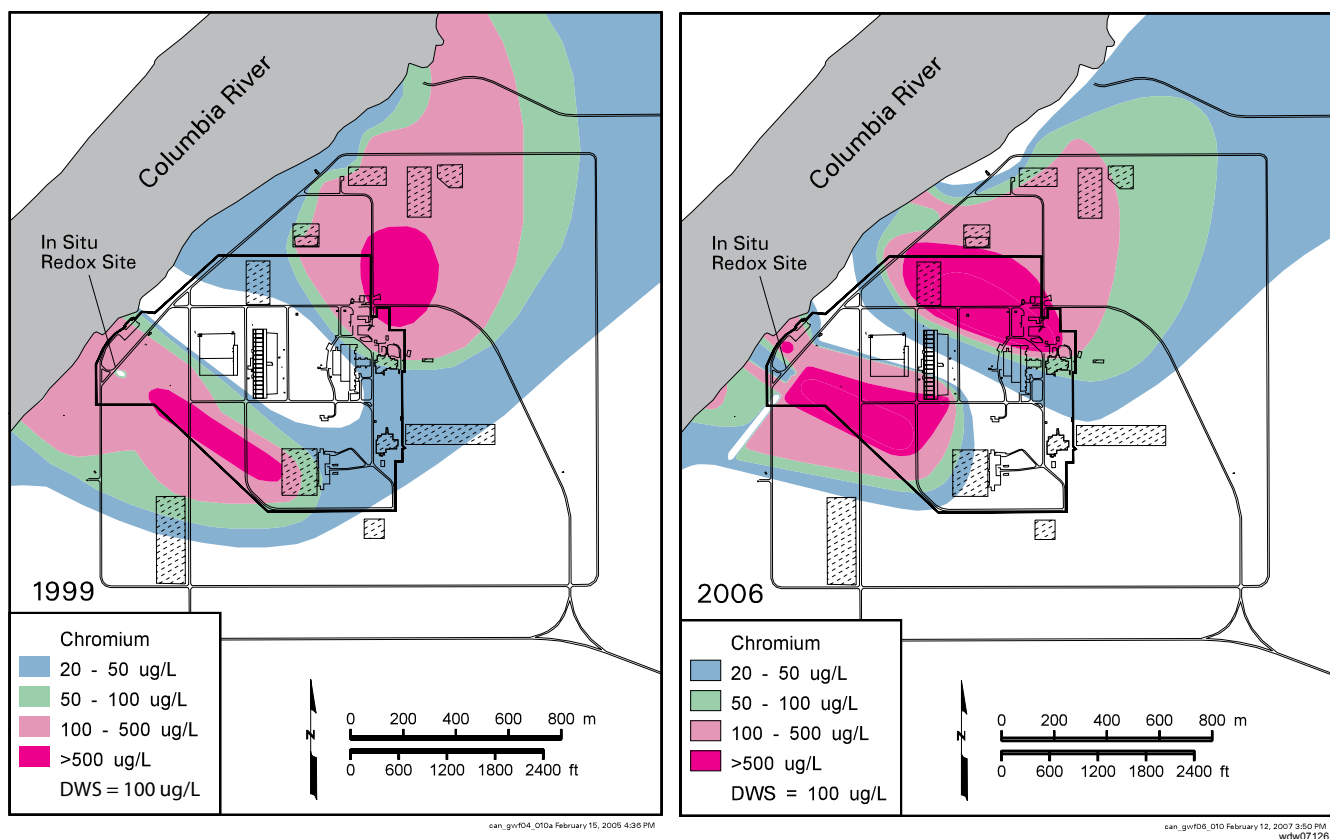 Columbia River
In Situ
Redox Site
1999
Chromium
20 - 50 ug/L
50 - 100 ug/L
100 - 500 ug/L
>500 ug/L
DWS = 100 ug/L
N
0 200 400 600 800 m
0 600 1200 1800 2400 ft
can_gwf04_010a February 15, 2005 4:36 PM
Columbia River
In Situ
Redox Site
2006
Chromium
20 - 50 ug/L
50 - 100 ug/L
100 - 500 ug/L
>500 ug/L
DWS = 100 ug/L
N
0 200 400 600 800 m
0 600 1200 1800 2400 ft
can_gwf06_010 February 12, 2007 3:50 PM
wdw07126